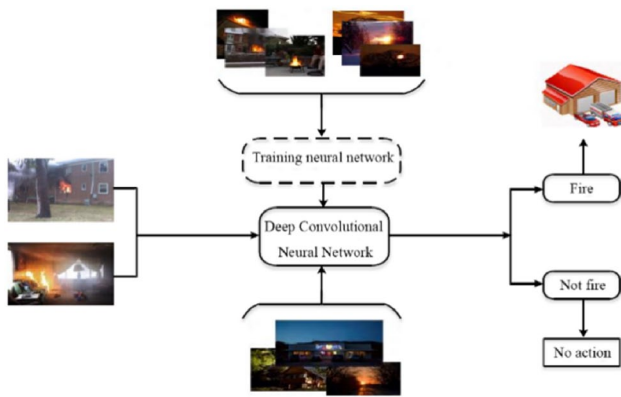 Training neural network
Deep Convolutional
Neural Network
Fire
Not fire
No action